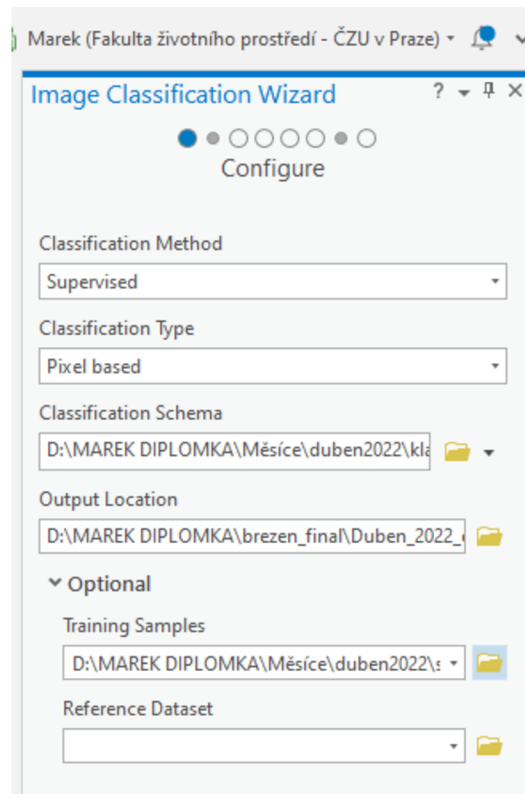 Marek (Fakulta životního prostředí - ČZU v Praze)
Image Classification Wizard
?
Configure
Classification Method
Supervised
Classification Type
Pixel based
Classification Schema
D:\MAREK DIPLOMKA\Měsíce\duben2022\kla
Output Location
D:\MAREK DIPLOMKA\brezen_final\Duben_2022_
Optional
Training Samples
D:\MAREK DIPLOMKA\Měsíce\duben2022\s
Reference Dataset